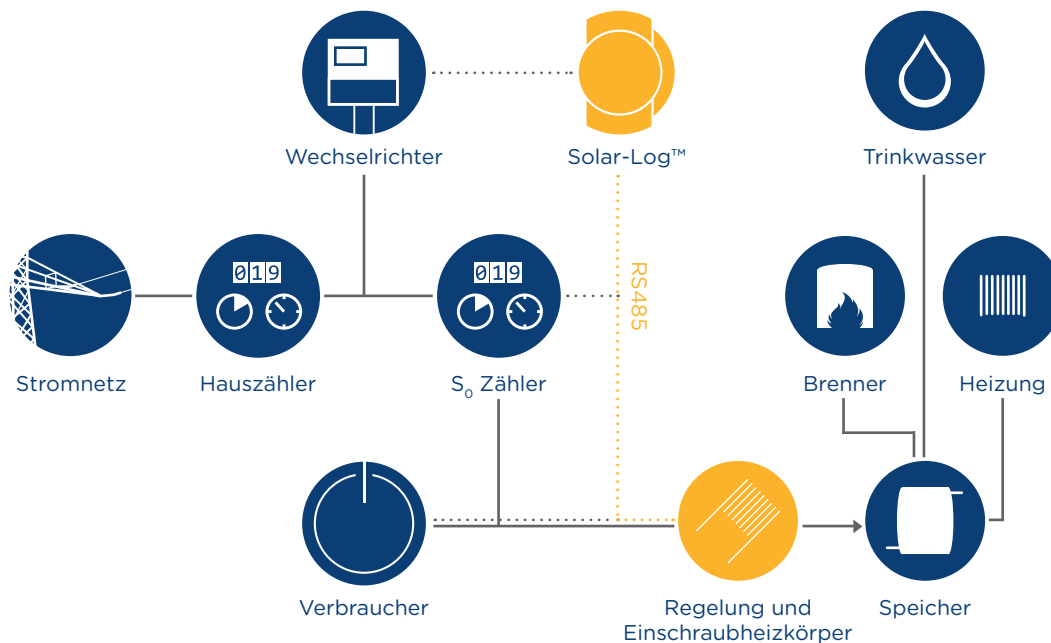 Wechselrichter
Solar-Log™
Trinkwasser
019
019
RS485
Stromnetz
Hauszähler
S₀ Zähler
Brenner
Heizung
Verbraucher
Regelung und
Einschraubheizkörper
Speicher